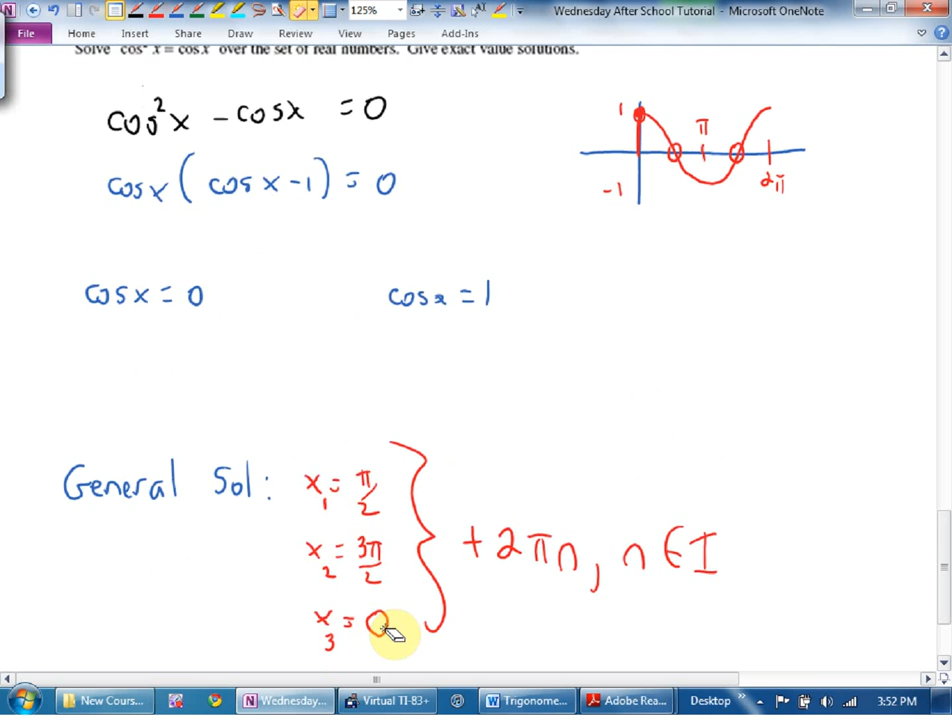 Wednesday After School Tutorial - Microsoft OneNote
125%
File Home Insert Share Draw Review View Pages Add-Ins
Solve cos² x = cos x over the set of real numbers. Give exact value solutions.
cos²x - cosx = 0
cosx ( cosx - 1 ) = 0
1
π
-1
2π
cosx = 0
cosx = 1
General Sol:
x₁ = π/2
x₂ = 3π/2
x₃ = 0
+ 2πn, n ∈ I
New Cours...
Wednesday...
Virtual TI-83+
Trigonome...
Adobe Rea...
Desktop
3:52 PM